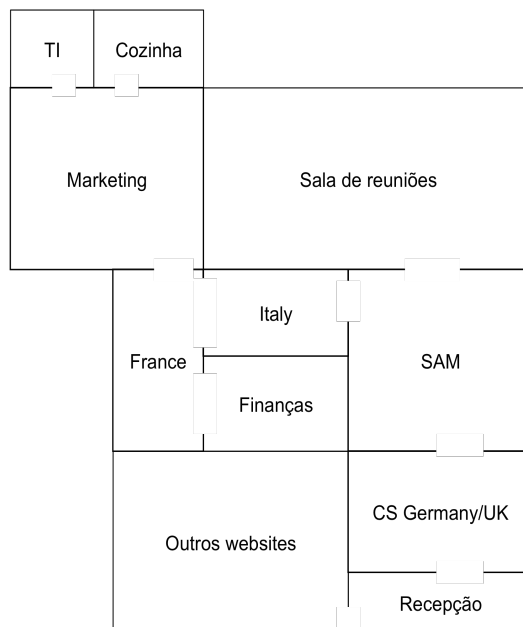 TI
Cozinha
Marketing
Sala de reuniões
Italy
France
SAM
Finanças
CS Germany/UK
Outros websites
Recepção